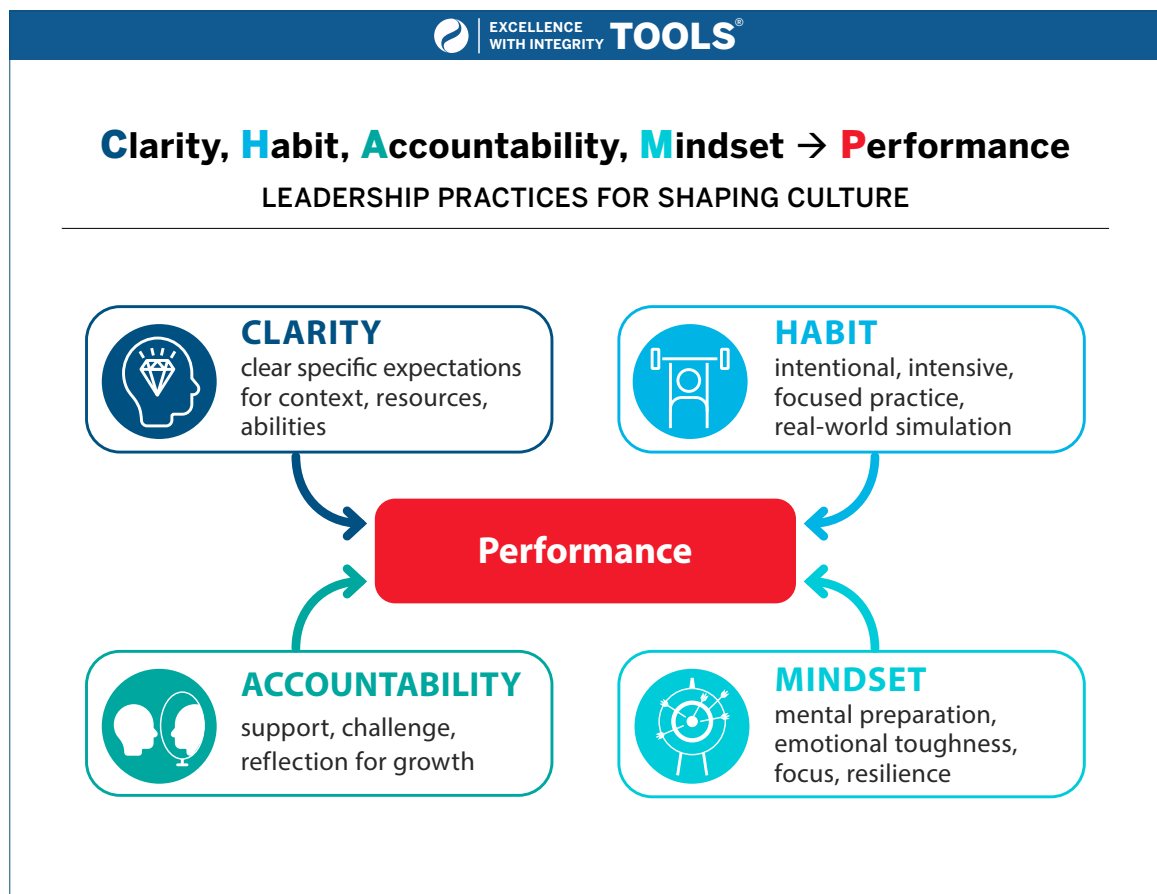 EXCELLENCE
WITH INTEGRITY TOOLS®
Clarity, Habit, Accountability, Mindset → Performance
LEADERSHIP PRACTICES FOR SHAPING CULTURE
CLARITY
clear specific expectations
for context, resources,
abilities
HABIT
intentional, intensive,
focused practice,
real-world simulation
Performance
ACCOUNTABILITY
support, challenge,
reflection for growth
MINDSET
mental preparation,
emotional toughness,
focus, resilience